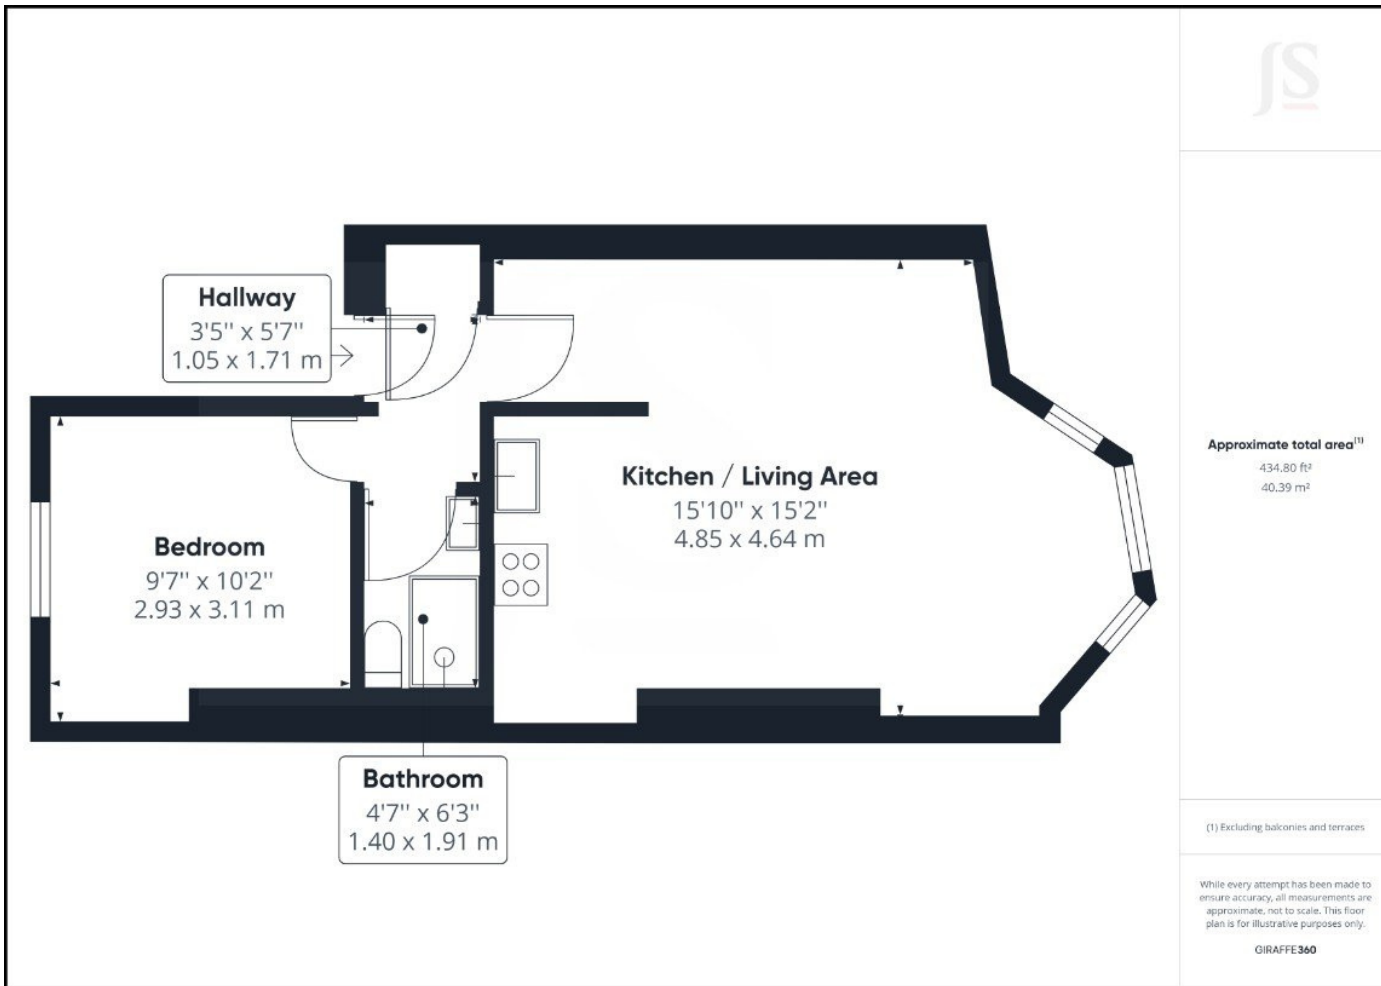 JS
Hallway
3'5" x 5'7"
1.05 x 1.71 m
Kitchen / Living Area
15'10" x 15'2"
4.85 x 4.64 m
Bedroom
9'7" x 10'2"
2.93 x 3.11 m
Bathroom
4'7" x 6'3"
1.40 x 1.91 m
Approximate total area(1)
434.80 ft²
40.39 m²
(1) Excluding balconies and terraces
While every attempt has been made to
ensure accuracy, all measurements are
approximate, not to scale. This floor
plan is for illustrative purposes only.
GIRAFFE360